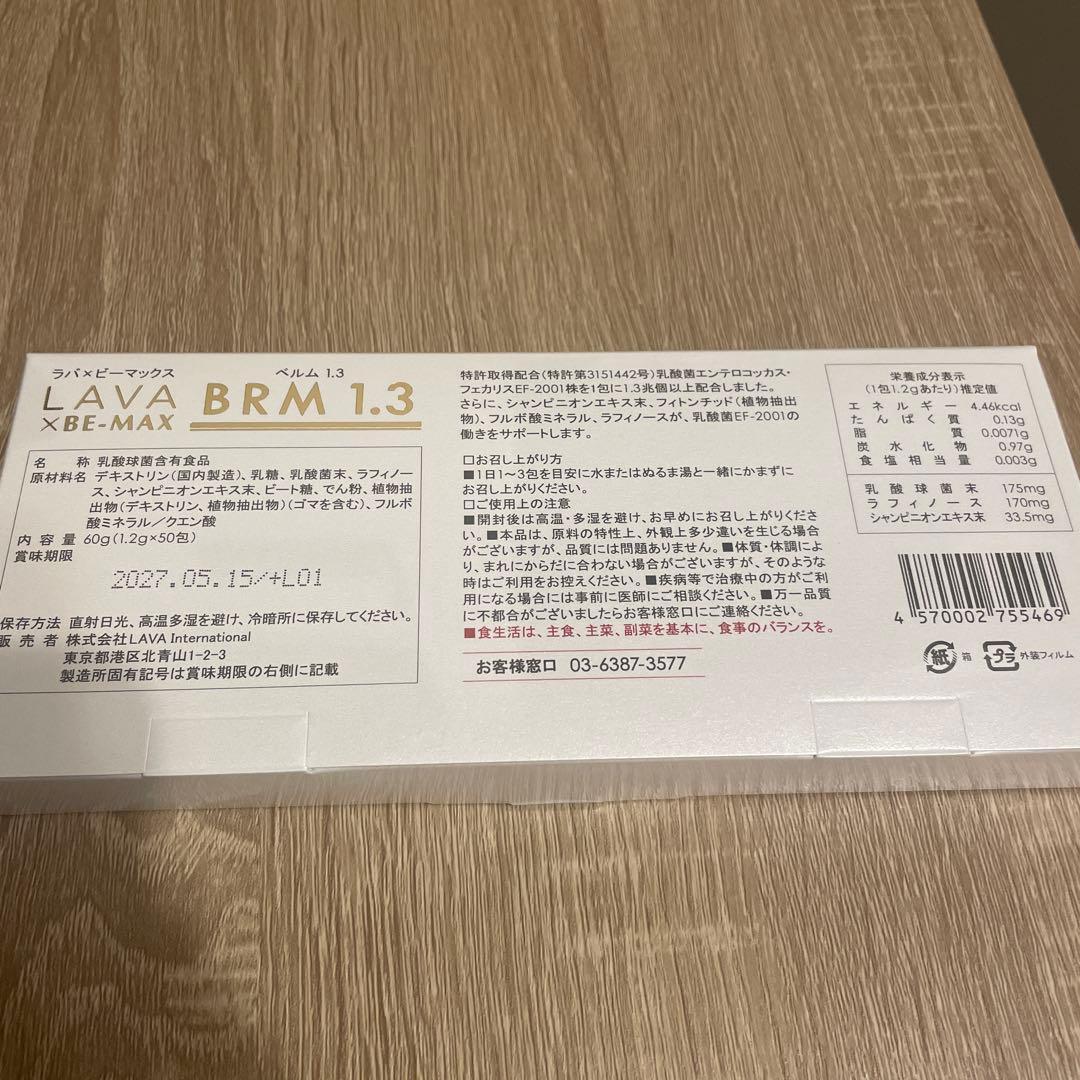 ラバ×ビーマックス
LAVA
×BE-MAX
ベルム 1.3
BRM 1.3
名 称 乳酸球菌含有食品
原材料名 デキストリン(国内製造)、乳糖、乳酸菌末、ラフィノー
ス、シャンピニオンエキス末、ビート糖、でん粉、植物抽
出物(デキストリン、植物抽出物)(ゴマを含む)、フルボ
酸ミネラル／クエン酸
内 容 量 60g(1.2g×50包)
賞味期限
2027.05.15/+L01
保存方法 直射日光、高温多湿を避け、冷暗所に保存してください。
販 売 者 株式会社LAVA International
東京都港区北青山1-2-3
製造所固有記号は賞味期限の右側に記載
特許取得配合(特許第3151442号)乳酸菌エンテロコッカス・
フェカリスEF-2001株を1包に1.3兆個以上配合しました。
さらに、シャンピニオンエキス末、フィトンチッド(植物抽出
物)、フルボ酸ミネラル、ラフィノースが、乳酸菌EF-2001の
働きをサポートします。
□お召し上がり方
■1日1～3包を目安に水またはぬるま湯と一緒にかまずに
お召し上がりください。
□ご使用上の注意
■開封後は高温・多湿を避け、お早めにお召し上がりくださ
い。■本品は、原料の特性上、外観上多少違いを生じる場合
がございますが、品質には問題ありません。■体質・体調によ
り、まれにからだに合わない場合がございますが、そのような
時はご利用をお控えください。■疾病等で治療中の方がご利
用になる場合には事前に医師にご相談ください。■万一品質
に不都合がございましたらお客様窓口にご連絡ください。
■食生活は、主食、主菜、副菜を基本に、食事のバランスを。
お客様窓口 03-6387-3577
栄養成分表示
(1包1.2gあたり)推定値
エネルギー 4.46kcal
たんぱく質 0.13g
脂質 0.0071g
炭水化物 0.97g
食塩相当量 0.003g
乳酸球菌末 175mg
ラフィノース 170mg
シャンピニオンエキス末 33.5mg
4 570002 755469
紙 箱 プラ 外装フィルム